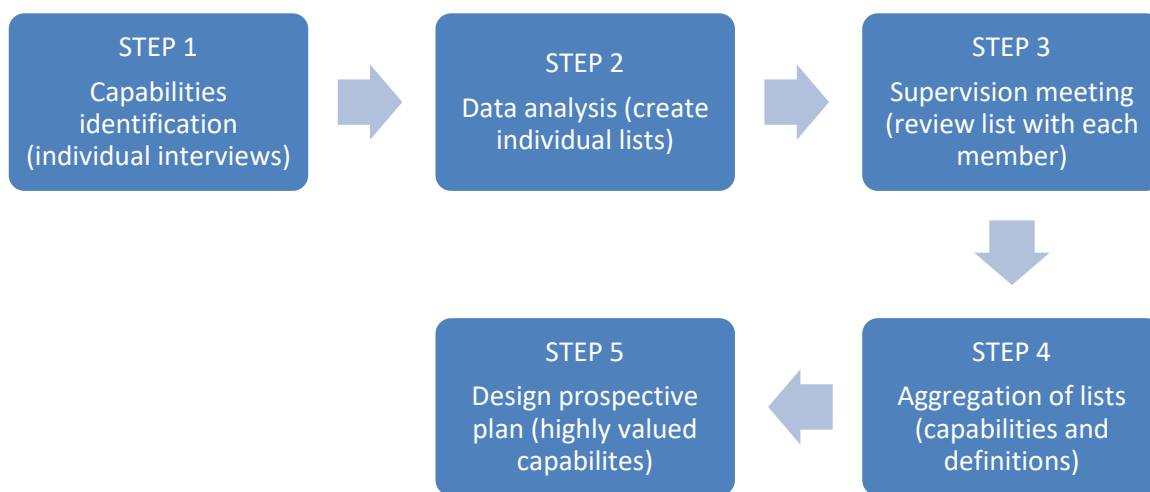 STEP 1
Capabilities
identification
(individual interviews)
STEP 2
Data analysis (create
individual lists)
STEP 3
Supervision meeting
(review list with each
member)
STEP 4
Aggregation of lists
(capabilities and
definitions)
STEP 5
Design prospective
plan (highly valued
capabilites)